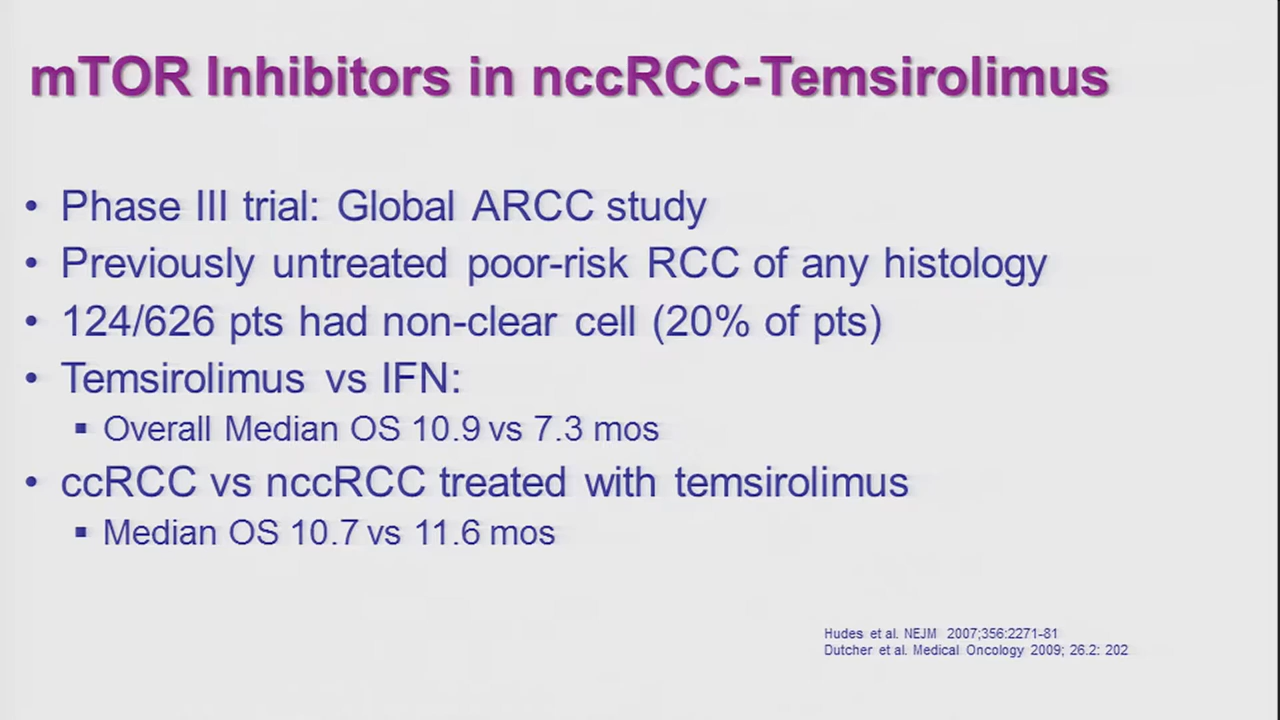 mTOR Inhibitors in nccRCC-Temsirolimus
• Phase III trial: Global ARCC study
• Previously untreated poor-risk RCC of any histology
• 124/626 pts had non-clear cell (20% of pts)
• Temsirolimus vs IFN:
▪ Overall Median OS 10.9 vs 7.3 mos
• ccRCC vs nccRCC treated with temsirolimus
▪ Median OS 10.7 vs 11.6 mos
Hudes et al. NEJM 2007;356:2271-81
Dutcher et al. Medical Oncology 2009; 26.2: 202